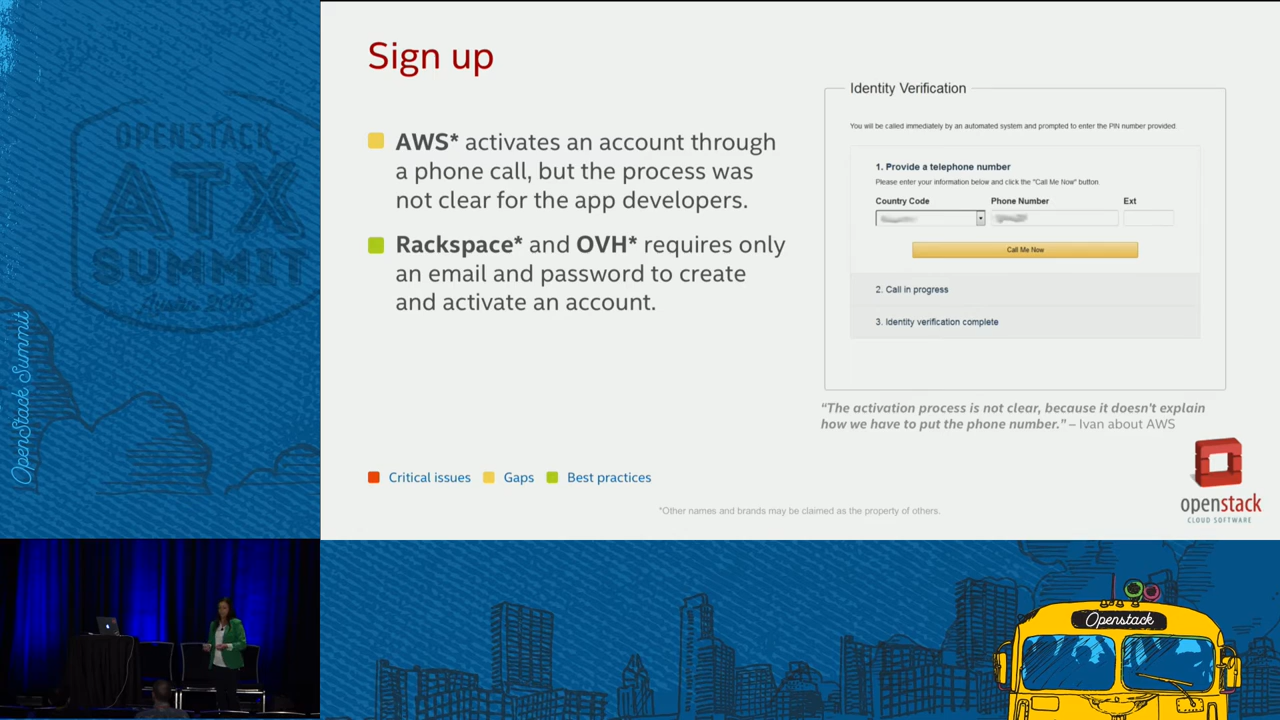 OPENSTACK
ATX
SUMMIT
Austin
OpenStack Summit
Sign up
AWS* activates an account through
a phone call, but the process was
not clear for the app developers.
Rackspace* and OVH* requires only
an email and password to create
and activate an account.
Identity Verification
You will be called immediately by an automated system and prompted to enter the PIN number provided.
1. Provide a telephone number
Please enter your information below and click the "Call Me Now" button.
Country Code Phone Number Ext
Call Me Now
2. Call in progress
3. Identity verification complete
“The activation process is not clear, because it doesn't explain
how we have to put the phone number.” – Ivan about AWS
Critical issues Gaps Best practices
*Other names and brands may be claimed as the property of others.
openstack
CLOUD SOFTWARE
Openstack